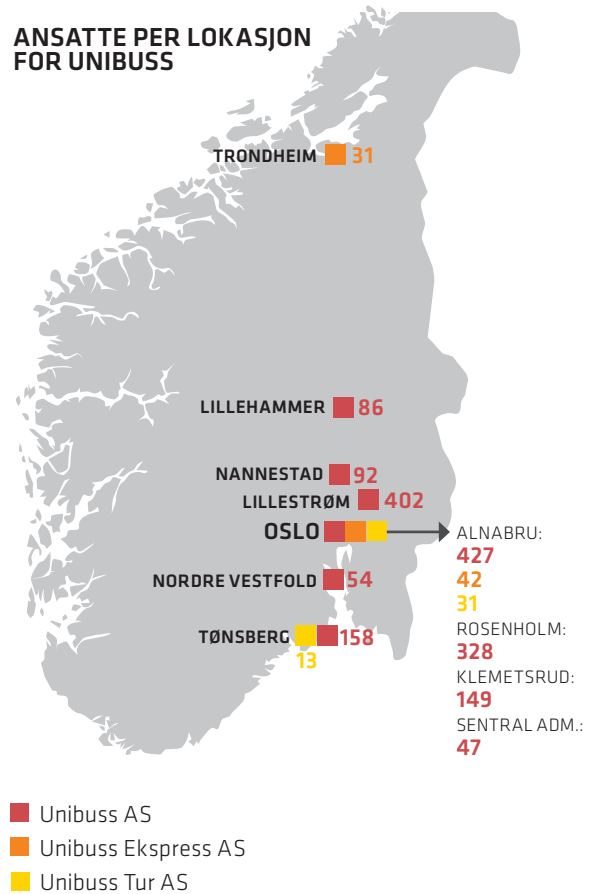 ANSATTE PER LOKASJON
FOR UNIBUSS
TRONDHEIM 31
LILLEHAMMER 86
NANNESTAD 92
LILLESTRØM 402
OSLO
ALNABRU:
427
42
31
NORDRE VESTFOLD 54
ROSENHOLM:
328
TØNSBERG 158
13
KLEMETSRUD:
149
SENTRAL ADM.:
47
Unibuss AS
Unibuss Ekspress AS
Unibuss Tur AS